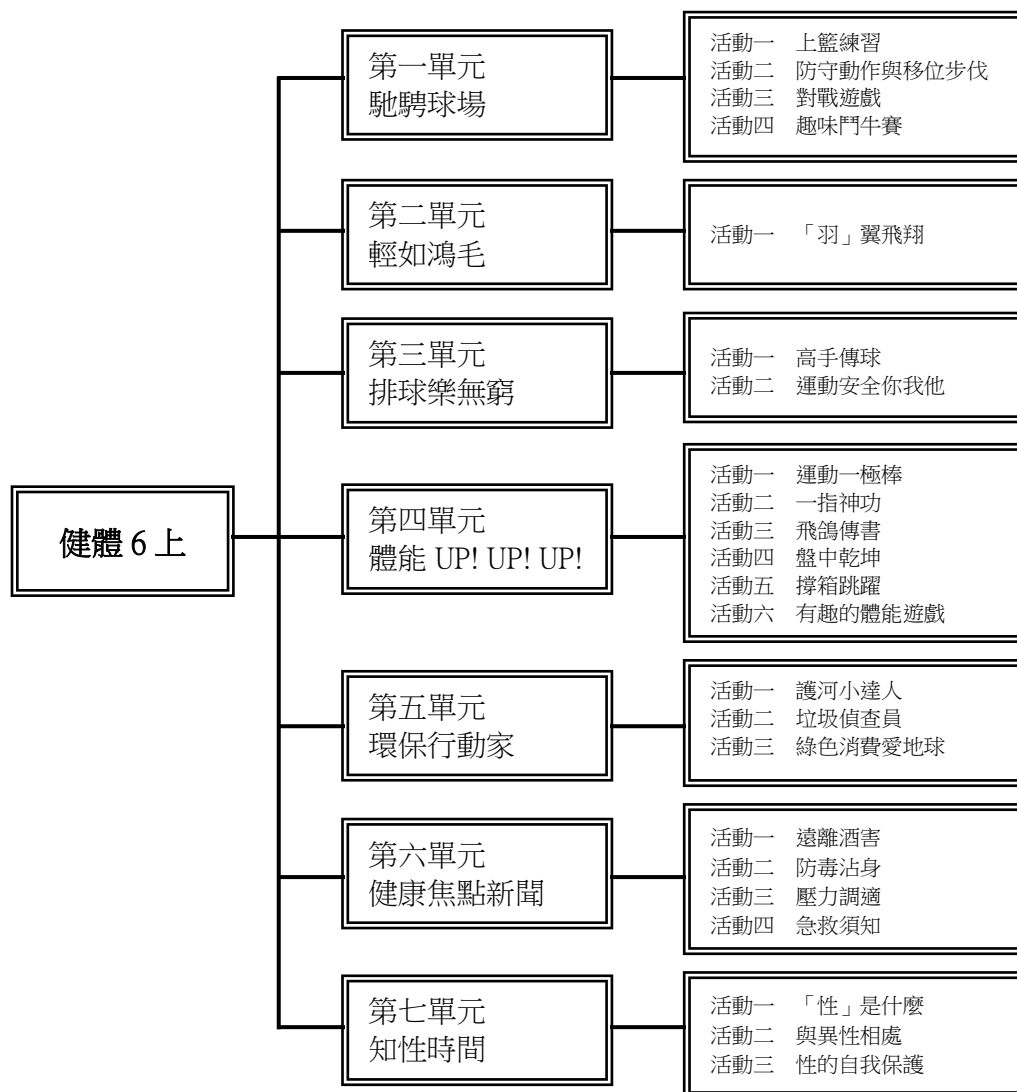 健體 6 上
第一單元
馳騁球場
活動一　上籃練習
活動二　防守動作與移位步伐
活動三　對戰遊戲
活動四　趣味鬥牛賽
第二單元
輕如鴻毛
活動一　「羽」翼飛翔
第三單元
排球樂無窮
活動一　高手傳球
活動二　運動安全你我他
第四單元
體能 UP! UP! UP!
活動一　運動一極棒
活動二　一指神功
活動三　飛鴿傳書
活動四　盤中乾坤
活動五　撐箱跳躍
活動六　有趣的體能遊戲
第五單元
環保行動家
活動一　護河小達人
活動二　垃圾偵查員
活動三　綠色消費愛地球
第六單元
健康焦點新聞
活動一　遠離酒害
活動二　防毒沾身
活動三　壓力調適
活動四　急救須知
第七單元
知性時間
活動一　「性」是什麼
活動二　與異性相處
活動三　性的自我保護